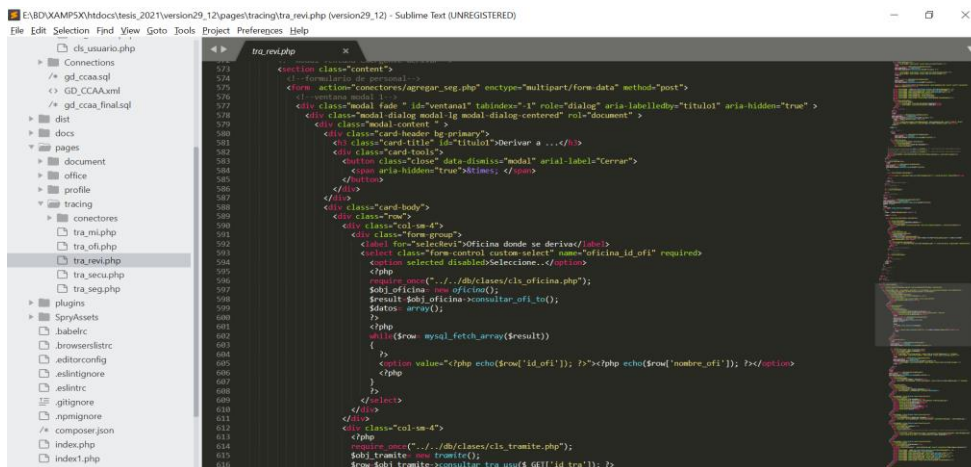 E:\BD\XAMP5X\htdocs\tesis_2021\version29_12\pages\tracing\tra_revi.php (version29_12) - Sublime Text (UNREGISTERED)
File Edit Selection Find View Goto Tools Project Preferences Help
cls_usuario.php
Connections
/* gd_ccaa.sql
<> GD_CCAA.xml
/* gd_ccaa_final.sql
dist
docs
pages
document
office
profile
tracing
conectores
tra_mi.php
tra_ofi.php
tra_revi.php
tra_secu.php
tra_seg.php
plugins
SpryAssets
.babelrc
.browserslistrc
.editorconfig
.eslintignore
.eslintrc
.gitignore
.npmignore
/* composer.json
index.php
index1.php
tra_revi.php ×
573 <section class="content">
574 <!--formulario de personal-->
575 <form action="conectores/agregar_seg.php" enctype="multipart/form-data" method="post">
576 <!--ventana modal 1-->
577 <div class="modal fade " id="ventana1" tabindex="-1" role="dialog" aria-labelledby="titulo1" aria-hidden="true" >
578 <div class="modal-dialog modal-lg modal-dialog-centered" rol="document" >
579 <div class="modal-content " >
580 <div class="card-header bg-primary">
581 <h3 class="card-title" id="titulo1">Derivar a ...</h3>
582 <div class="card-tools">
583 <button class="close" data-dismiss="modal" arial-label="Cerrar">
584 <span aria-hidden="true">&times; </span>
585 </button>
586 </div>
587 </div>
588 <div class="card-body">
589 <div class="row">
590 <div class="col-sm-4">
591 <div class="form-group">
592 <label for="selecRevi">Oficina donde se deriva</label>
593 <select class="form-control custom-select" name="oficina_id_ofi" required>
594 <option selected disabled>Seleccione..</option>
595 <?php
596 require_once("../../db/clases/cls_oficina.php");
597 $obj_oficina= new oficina();
598 $result=$obj_oficina->consultar_ofi_to();
599 $datos= array();
600 ?>
601 <?php
602 while($row= mysql_fetch_array($result))
603 {
604 ?>
605 <option value="<?php echo($row['id_ofi']); ?>"><?php echo($row['nombre_ofi']); ?></option>
606 <?php
607 }
608 ?>
609 </select>
610 </div>
611 </div>
612 <div class="col-sm-4">
613 <?php
614 require_once("../../db/clases/cls_tramite.php");
615 $obj_tramite= new tramite();
616 $row=$obj_tramite->consultar_tra_usu($_GET['id_tra']); ?>